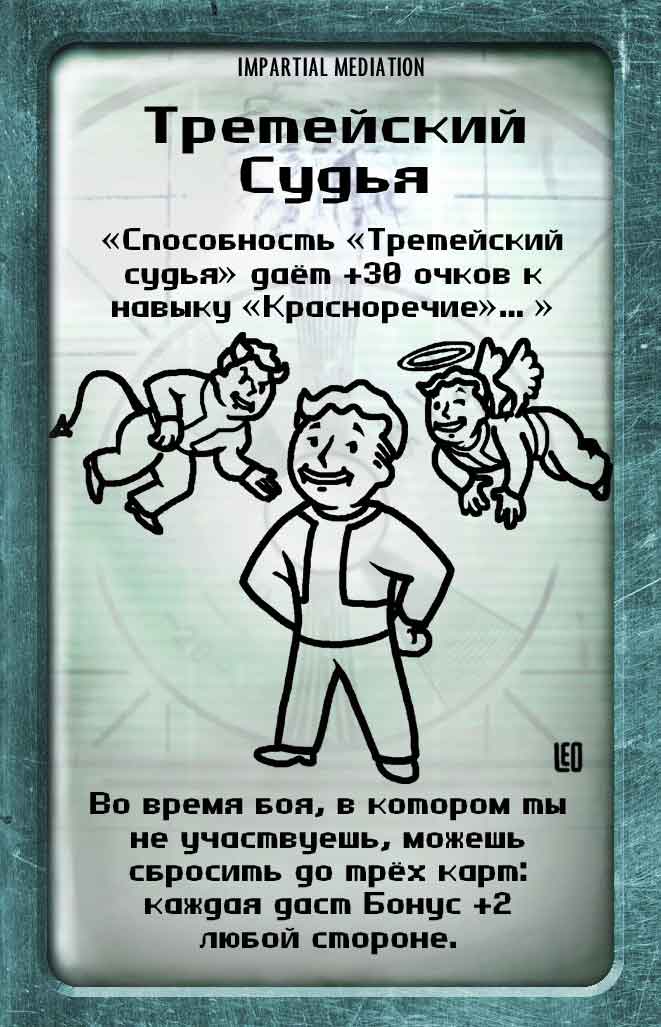 IMPARTIAL MEDIATION
Третейский
Судья
«Способность «Третейский
судья» даёт +30 очков к
навыку «Красноречие»... »
LEO
Во время боя, в котором ты
не участвуешь, можешь
сбросить до трёх карт:
каждая даст Бонус +2
любой стороне.